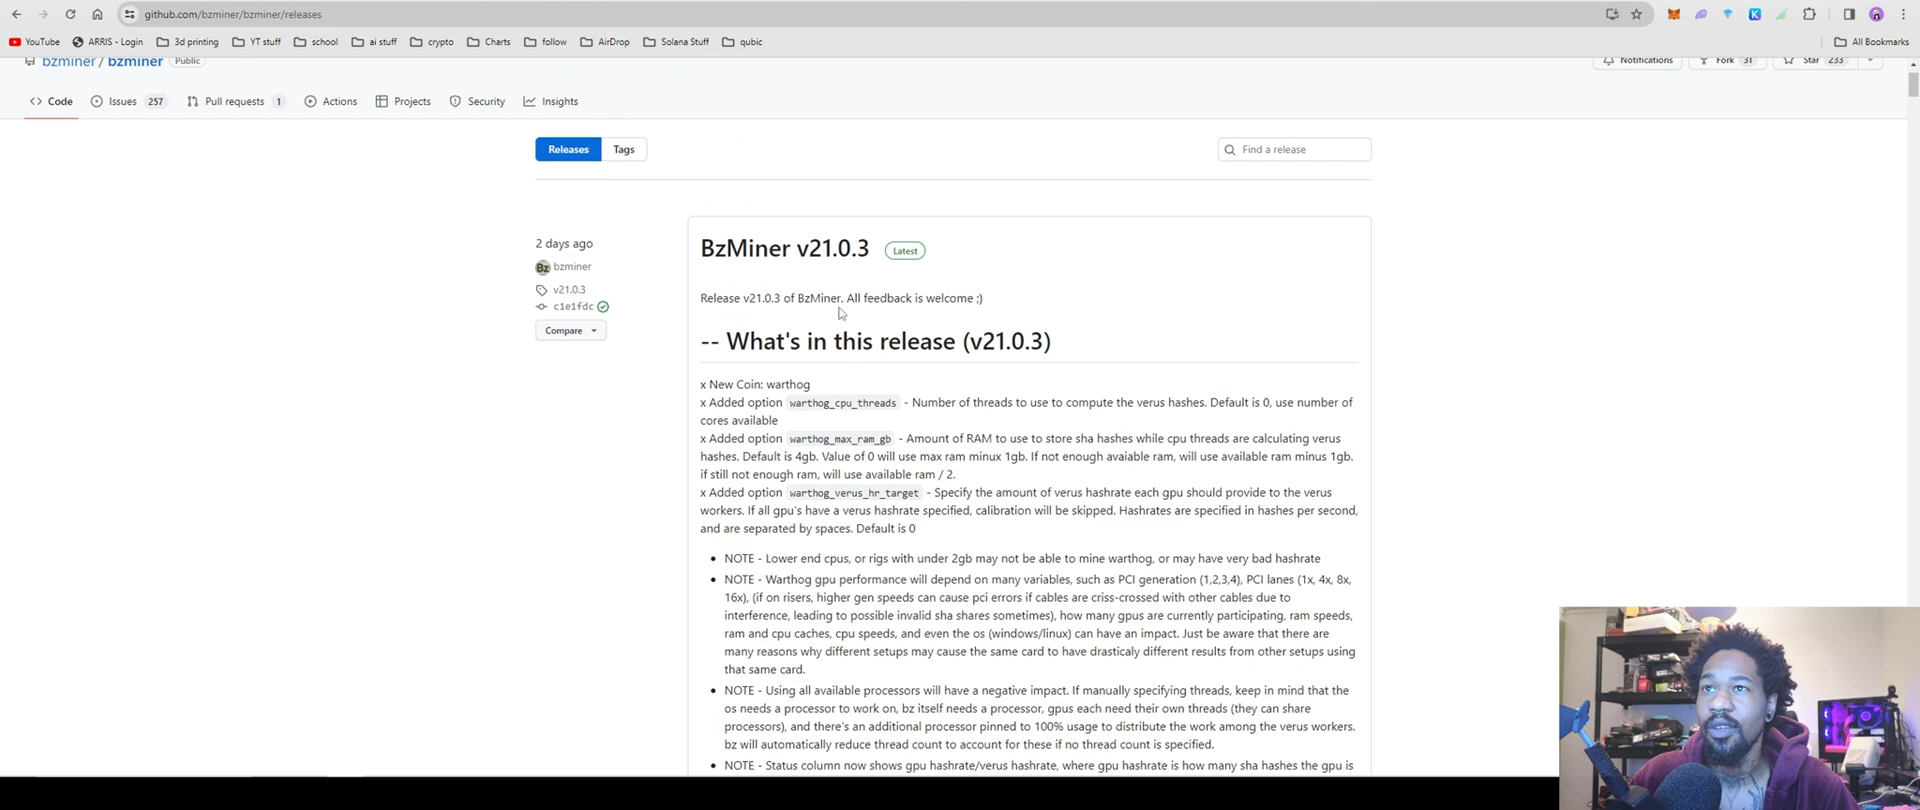 github.com/bzminer/bzminer/releases
YouTube
ARRIS - Login
3d printing
YT stuff
school
ai stuff
crypto
Charts
follow
AirDrop
Solana Stuff
qubic
All Bookmarks
bzminer / bzminer Public
Notifications
Fork 31
Star 233
Code
Issues 257
Pull requests 1
Actions
Projects
Security
Insights
Releases
Tags
Find a release
2 days ago
Bz bzminer
v21.0.3
c1e1fdc
Compare
BzMiner v21.0.3 Latest
Release v21.0.3 of BzMiner. All feedback is welcome ;)
-- What's in this release (v21.0.3)
x New Coin: warthog
x Added option warthog_cpu_threads - Number of threads to use to compute the verus hashes. Default is 0, use number of
cores available
x Added option warthog_max_ram_gb - Amount of RAM to use to store sha hashes while cpu threads are calculating verus
hashes. Default is 4gb. Value of 0 will use max ram minus 1gb. If not enough avaiable ram, will use available ram minus 1gb.
if still not enough ram, will use available ram / 2.
x Added option warthog_verus_hr_target - Specify the amount of verus hashrate each gpu should provide to the verus
workers. If all gpu's have a verus hashrate specified, calibration will be skipped. Hashrates are specified in hashes per second,
and are separated by spaces. Default is 0
• NOTE - Lower end cpus, or rigs with under 2gb may not be able to mine warthog, or may have very bad hashrate
• NOTE - Warthog gpu performance will depend on many variables, such as PCI generation (1,2,3,4), PCI lanes (1x, 4x, 8x,
16x), (if on risers, higher gen speeds can cause pci errors if cables are criss-crossed with other cables due to
interference, leading to possible invalid sha shares sometimes), how many gpus are currently participating, ram speeds,
ram and cpu caches, cpu speeds, and even the os (windows/linux) can have an impact. Just be aware that there are
many reasons why different setups may cause the same card to have drasticaly different results from other setups using
that same card.
• NOTE - Using all available processors will have a negative impact. If manually specifying threads, keep in mind that the
os needs a processor to work on, bz itself needs a processor, gpus each need their own threads (they can share
processors), and there's an additional processor pinned to 100% usage to distribute the work among the verus workers.
bz will automatically reduce thread count to account for these if no thread count is specified.
• NOTE - Status column now shows gpu hashrate/verus hashrate, where gpu hashrate is how many sha hashes the gpu is